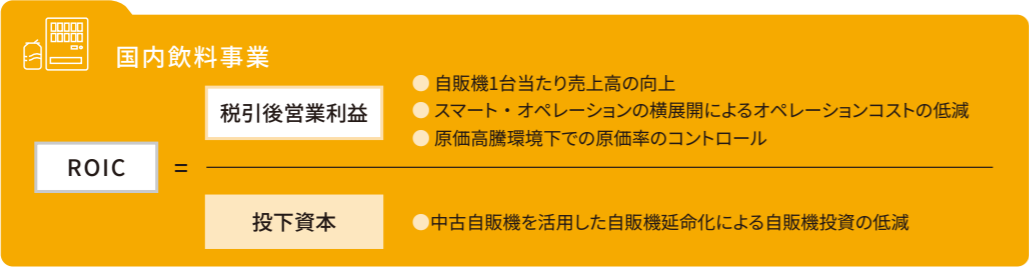 国内飲料事業
税引後営業利益
● 自販機1台当たり売上高の向上
● スマート・オペレーションの横展開によるオペレーションコストの低減
● 原価高騰環境下での原価率のコントロール
ROIC =
投下資本
●中古自販機を活用した自販機延命化による自販機投資の低減